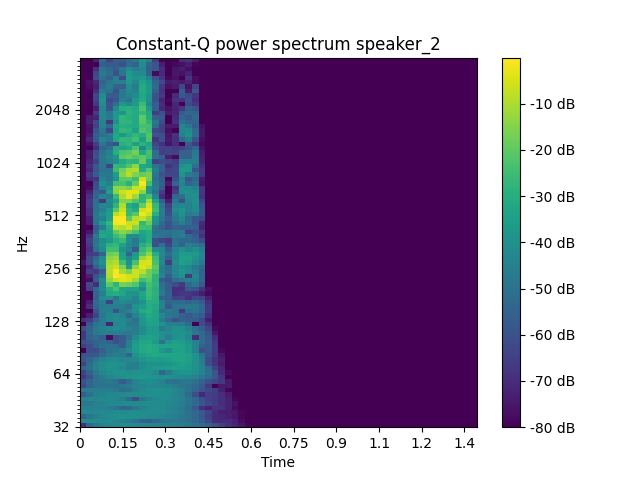 Constant-Q power spectrum speaker_2
Hz
2048
1024
512
256
128
64
32
0 0.15 0.3 0.45 0.6 0.75 0.9 1.1 1.2 1.4
Time
-10 dB
-20 dB
-30 dB
-40 dB
-50 dB
-60 dB
-70 dB
-80 dB